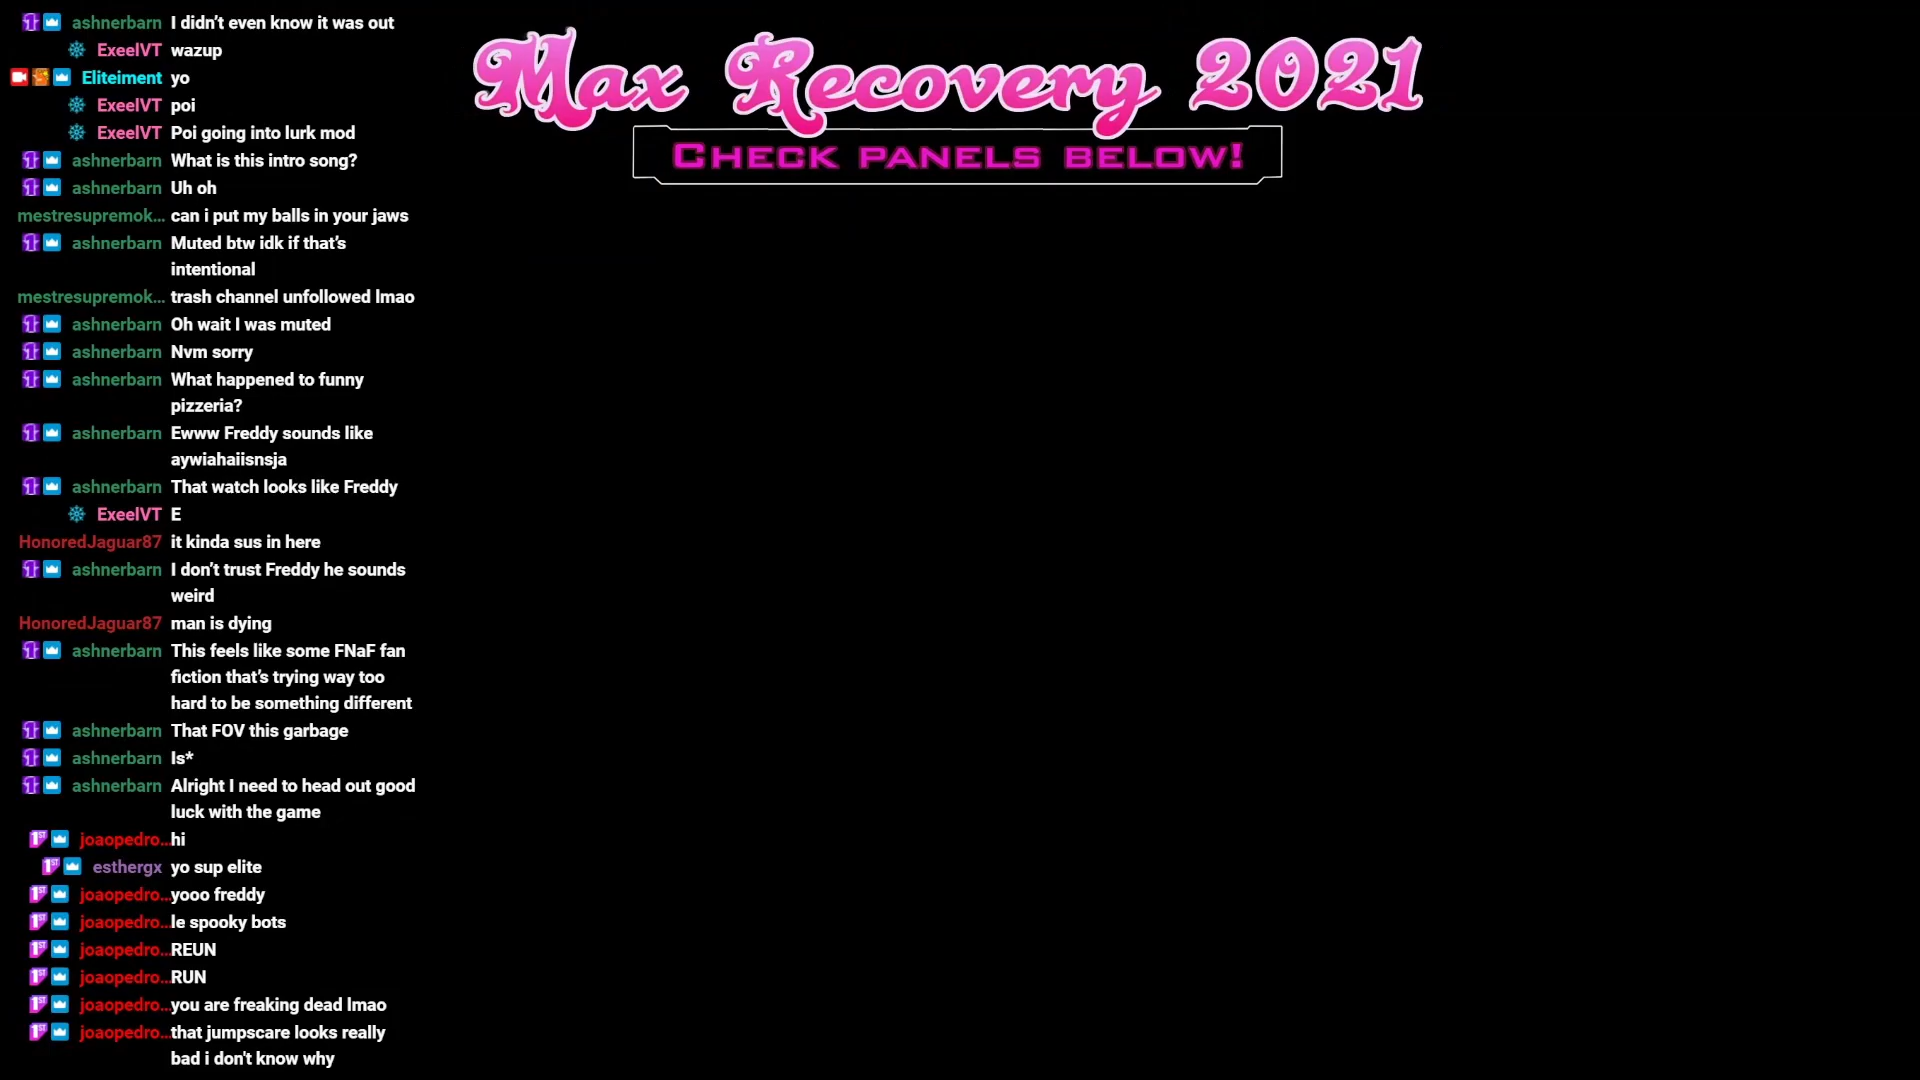 ashnerbarn I didn't even know it was out
ExeelVT wazup
Eliteiment yo
ExeelVT poi
ExeelVT Poi going into lurk mod
ashnerbarn What is this intro song?
ashnerbarn Uh oh
mestresupremok... can i put my balls in your jaws
ashnerbarn Muted btw idk if that's
intentional
mestresupremok... trash channel unfollowed lmao
ashnerbarn Oh wait I was muted
ashnerbarn Nvm sorry
ashnerbarn What happened to funny
pizzeria?
ashnerbarn Ewww Freddy sounds like
aywiahaiisnsja
ashnerbarn That watch looks like Freddy
ExeelVT E
HonoredJaguar87 it kinda sus in here
ashnerbarn I don't trust Freddy he sounds
weird
HonoredJaguar87 man is dying
ashnerbarn This feels like some FNaF fan
fiction that's trying way too
hard to be something different
ashnerbarn That FOV this garbage
ashnerbarn Is*
ashnerbarn Alright I need to head out good
luck with the game
joaopedro... hi
esthergx yo sup elite
joaopedro... yooo freddy
joaopedro... le spooky bots
joaopedro... REUN
joaopedro... RUN
joaopedro... you are freaking dead lmao
joaopedro... that jumpscare looks really
bad i don't know why
Max Recovery 2021
Check panels below!